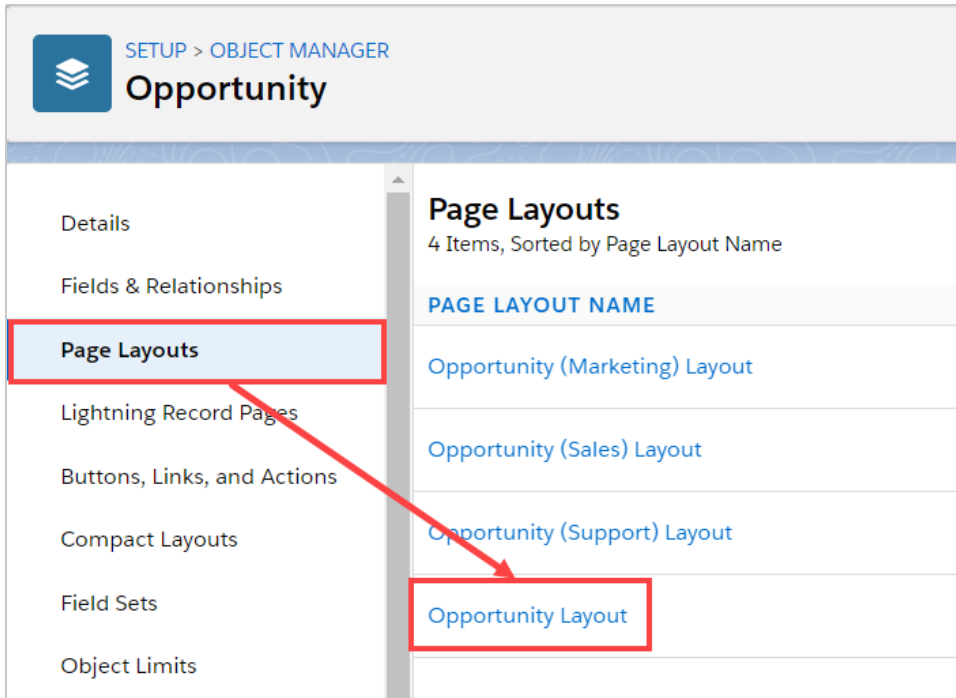 SETUP > OBJECT MANAGER
Opportunity
Details
Fields & Relationships
Page Layouts
Lightning Record Pages
Buttons, Links, and Actions
Compact Layouts
Field Sets
Object Limits
Page Layouts
4 Items, Sorted by Page Layout Name
PAGE LAYOUT NAME
Opportunity (Marketing) Layout
Opportunity (Sales) Layout
Opportunity (Support) Layout
Opportunity Layout